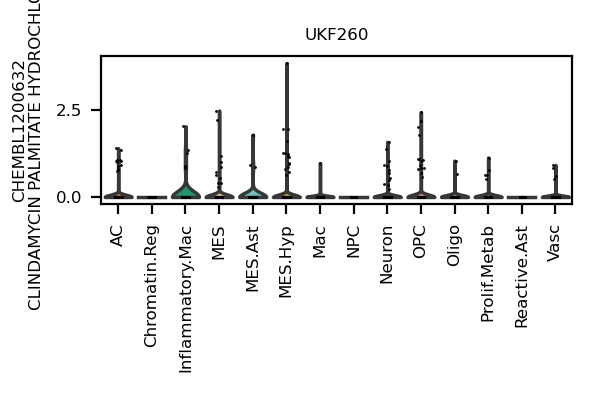 UKF260
CHEMBL1200632
CLINDAMYCIN PALMITATE
2.5
0.0
AC
Chromatin.Reg
Inflammatory.Mac
MES
MES.Ast
MES.Hyp
Mac
NPC
Neuron
OPC
Oligo
Prolif.Metab
Reactive.Ast
Vasc